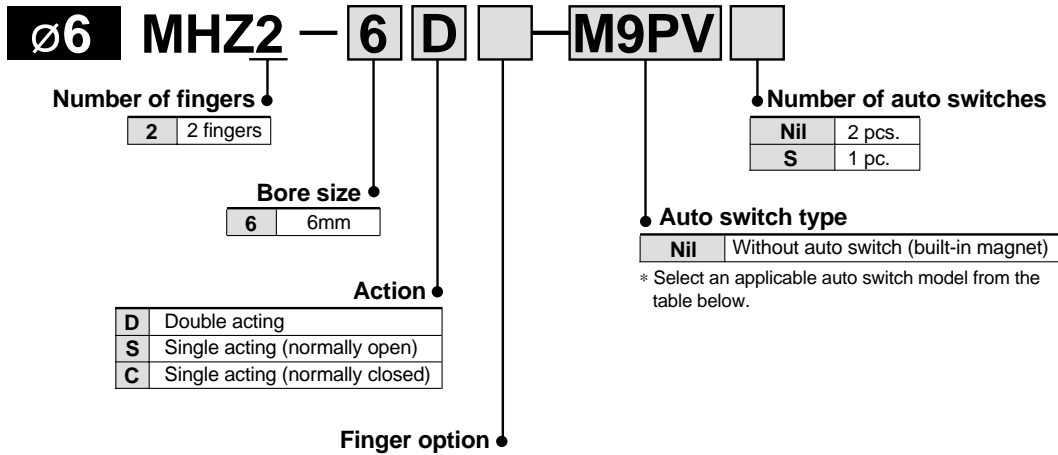 ø6 MHZ2 — 6 D — M9PV
Number of fingers
2 2 fingers
Number of auto switches
Nil 2 pcs.
S 1 pc.
Bore size
6 6mm
Auto switch type
Nil Without auto switch (built-in magnet)
* Select an applicable auto switch model from the
table below.
Action
D Double acting
S Single acting (normally open)
C Single acting (normally closed)
Finger option